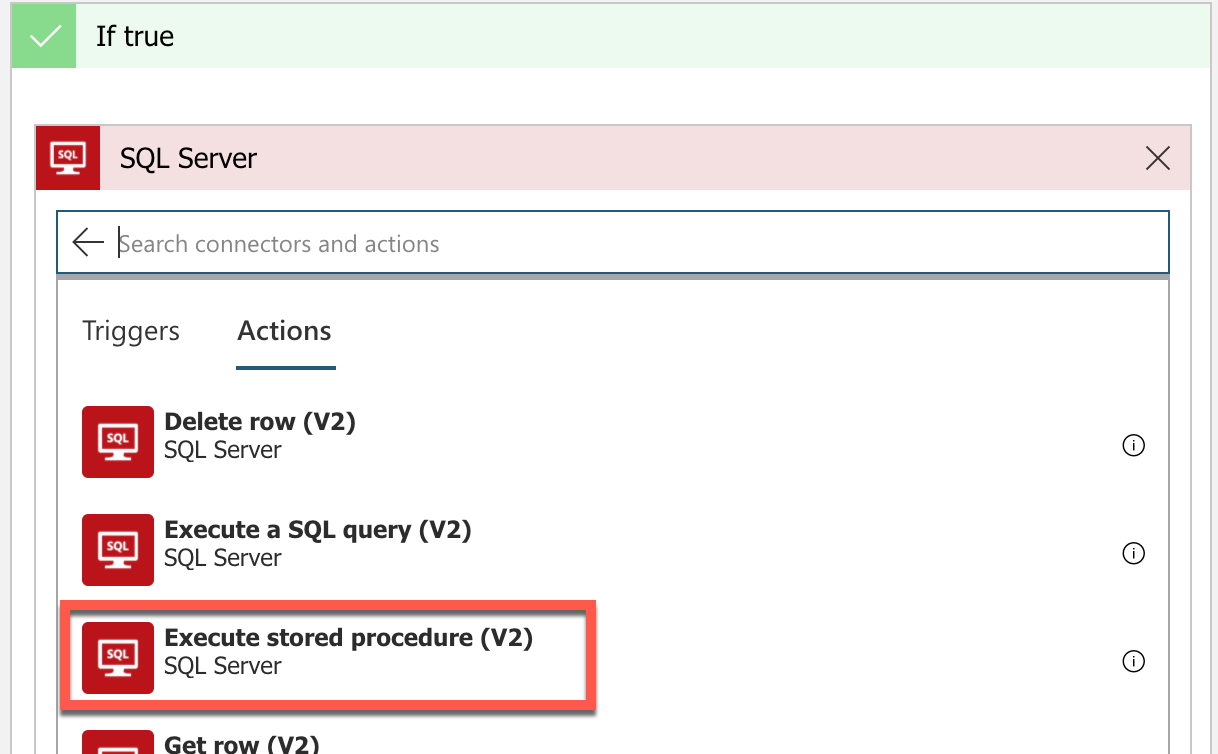 If true
SQL
SQL Server
Search connectors and actions
Triggers
Actions
SQL
Delete row (V2)
SQL Server
SQL
Execute a SQL query (V2)
SQL Server
SQL
Execute stored procedure (V2)
SQL Server
Get row (V2)